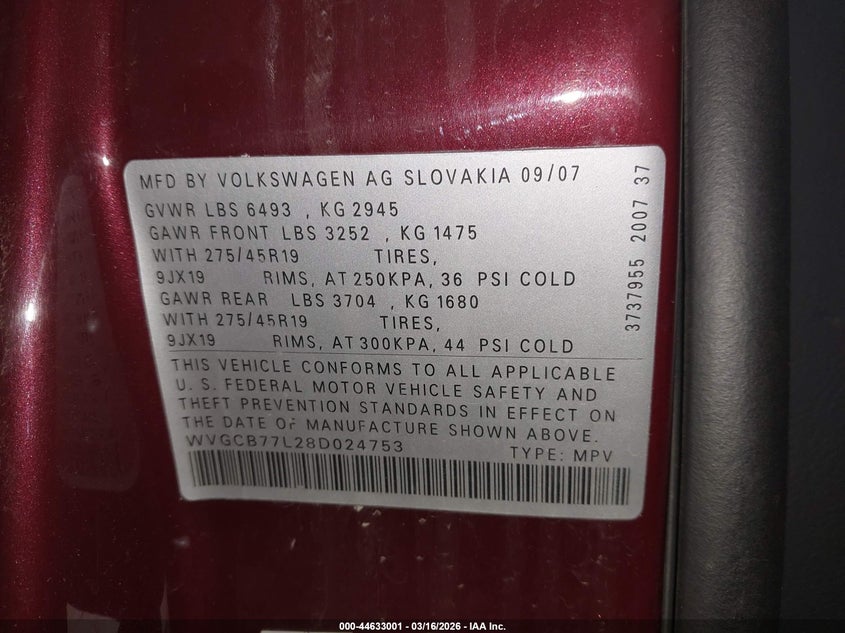 MFD BY VOLKSWAGEN AG SLOVAKIA 09/07
GVWR LBS 6493 , KG 2945
GAWR FRONT LBS 3252 , KG 1475
WITH 275/45R19 TIRES,
9JX19 RIMS, AT 250KPA, 36 PSI COLD
GAWR REAR LBS 3704 , KG 1680
WITH 275/45R19 TIRES,
9JX19 RIMS, AT 300KPA, 44 PSI COLD
THIS VEHICLE CONFORMS TO ALL APPLICABLE
U. S. FEDERAL MOTOR VEHICLE SAFETY AND
THEFT PREVENTION STANDARDS IN EFFECT ON
THE DATE OF MANUFACTURE SHOWN ABOVE.
WVGCB77L28D024753 TYPE: MPV
3737955 2007 37
000-44633001 - 03/16/2026 - IAA Inc.